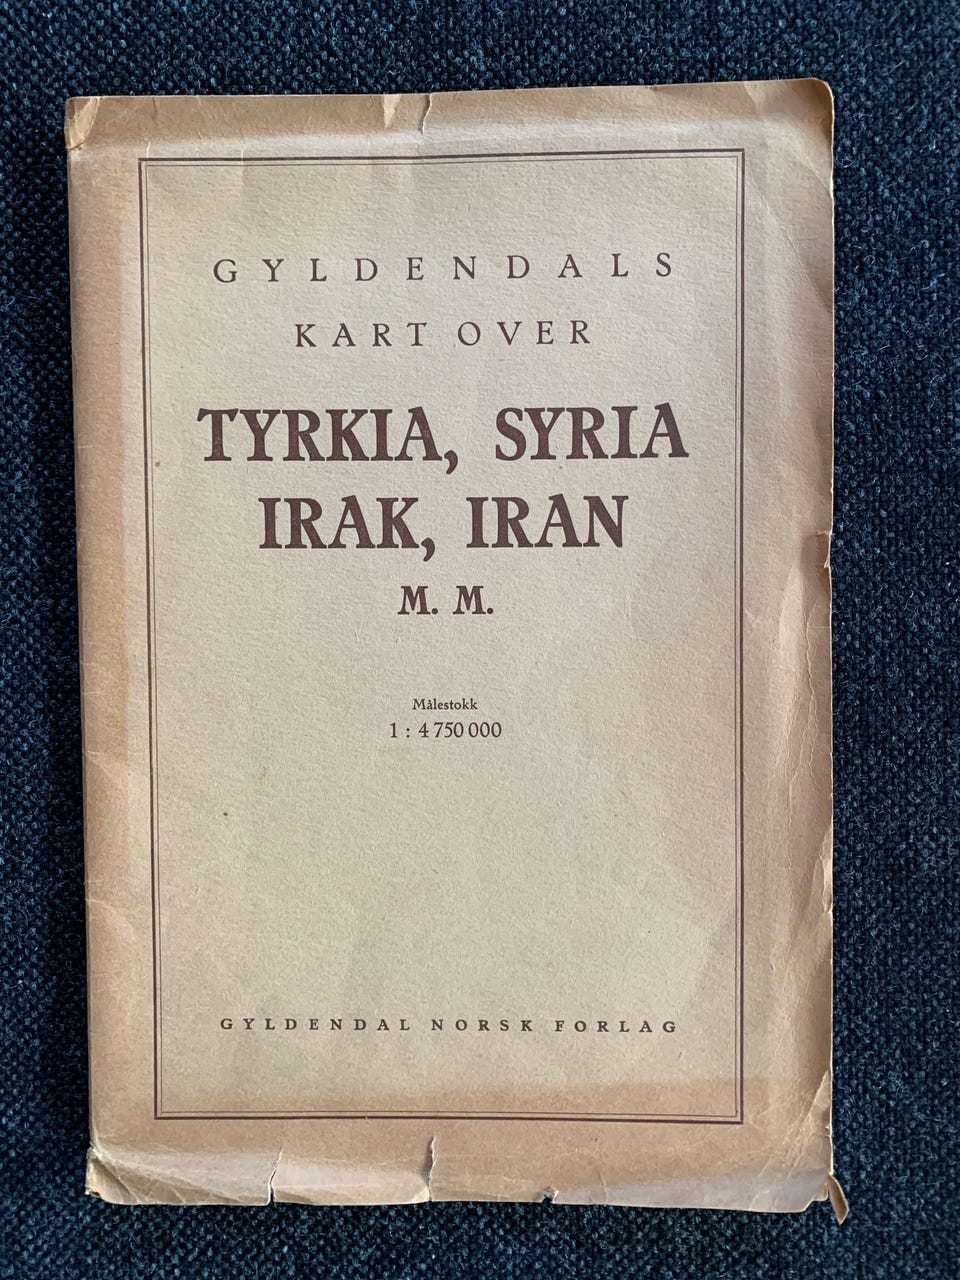 GYLDENDALS
KART OVER
TYRKIA, SYRIA
IRAK, IRAN
M. M.
Målestokk
1 : 4 750 000
GYLDENDAL NORSK FORLAG